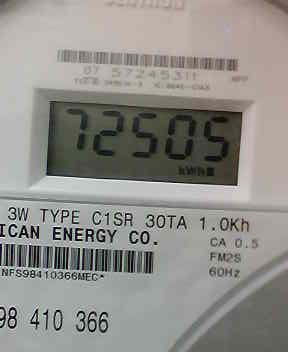 07 57245311
72505
kWh
3W TYPE C1SR 30TA 1.0Kh
ICAN ENERGY CO.
CA 0.5
FM2S
NFS98410366MEC*
60Hz
98 410 366